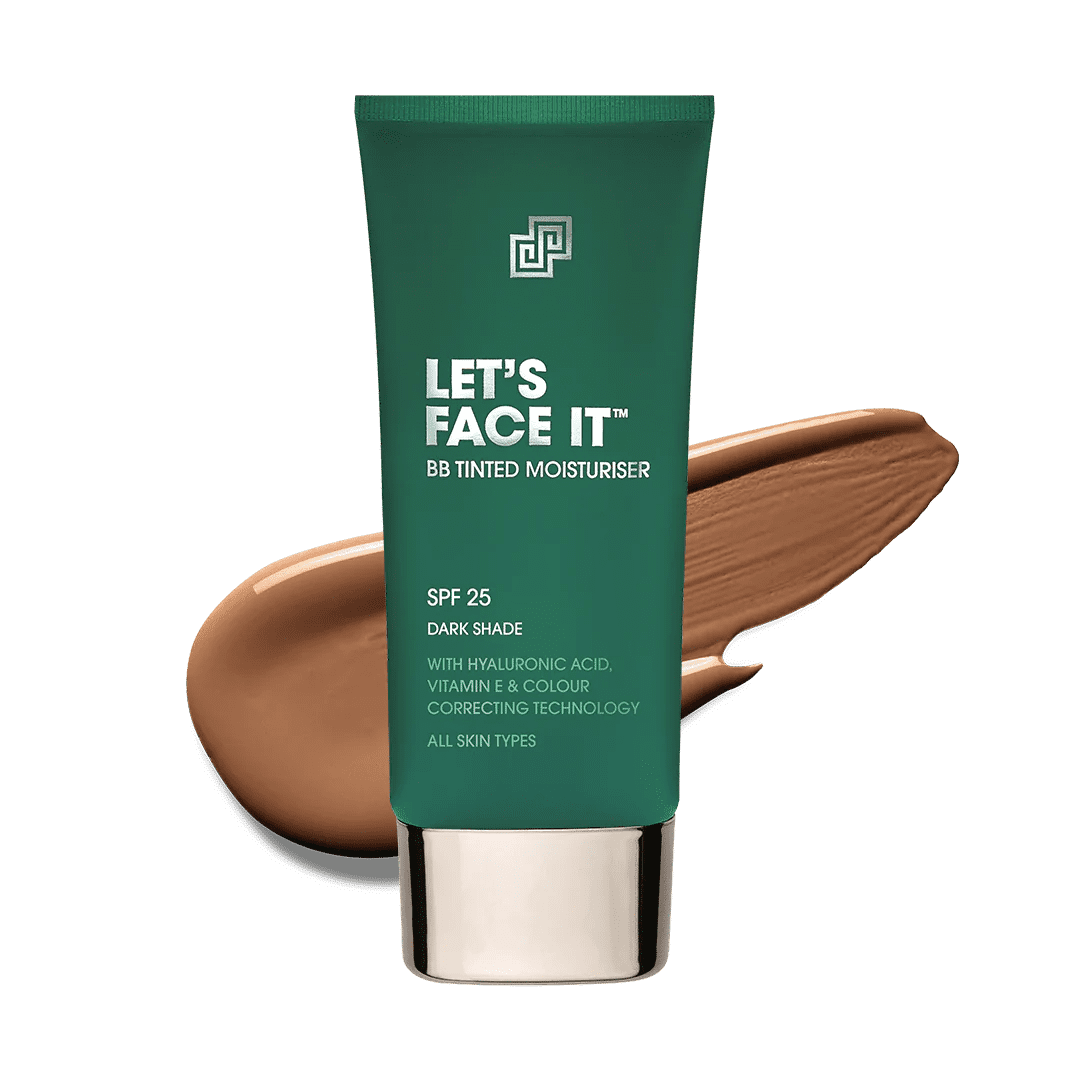 LET'S
FACE IT™
BB TINTED MOISTURISER
SPF 25
DARK SHADE
WITH HYALURONIC ACID,
VITAMIN E & COLOUR
CORRECTING TECHNOLOGY
ALL SKIN TYPES